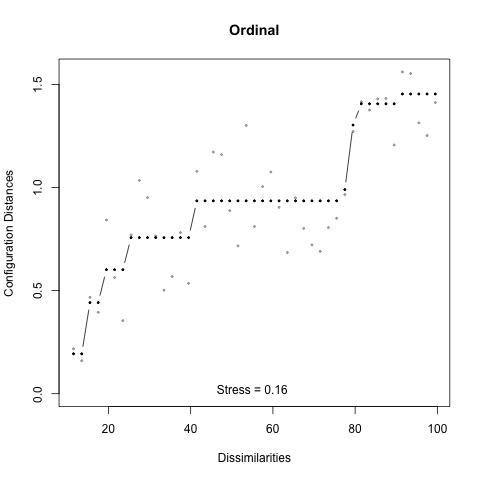 Ordinal
Configuration Distances
1.5
1.0
0.5
0.0
Stress = 0.16
20 40 60 80 100
Dissimilarities